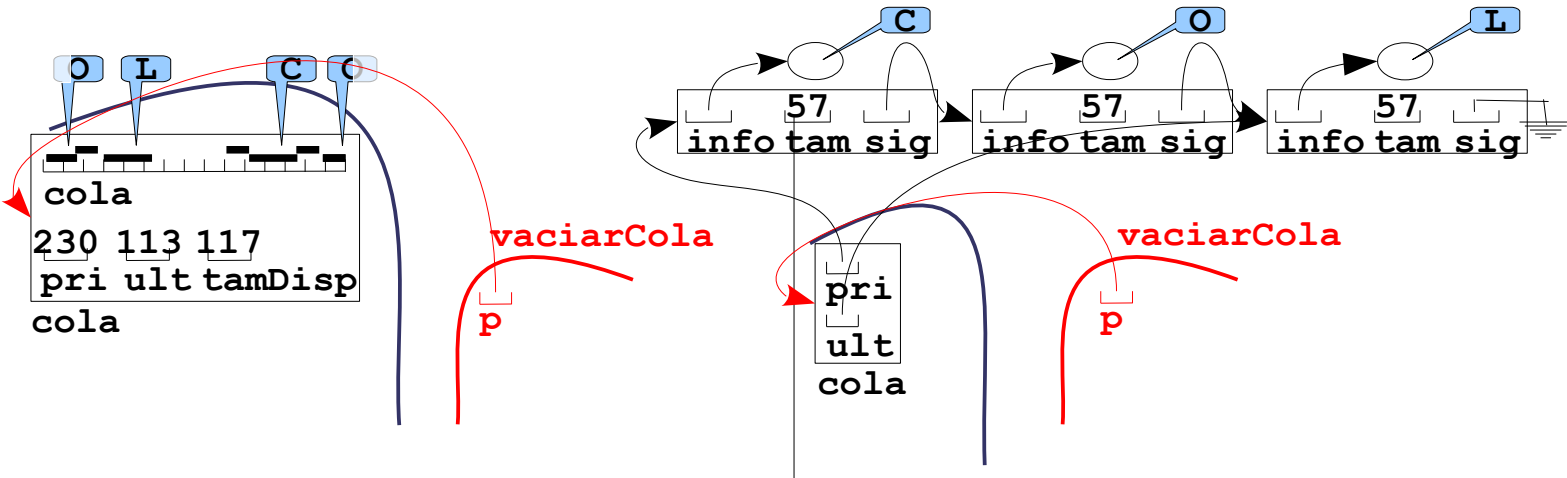 O L C O
cola
230 113 117
pri ult tamDisp
cola
vaciarCola
p
C O L
57 57 57
info tam sig info tam sig info tam sig
pri
ult
cola
vaciarCola
p